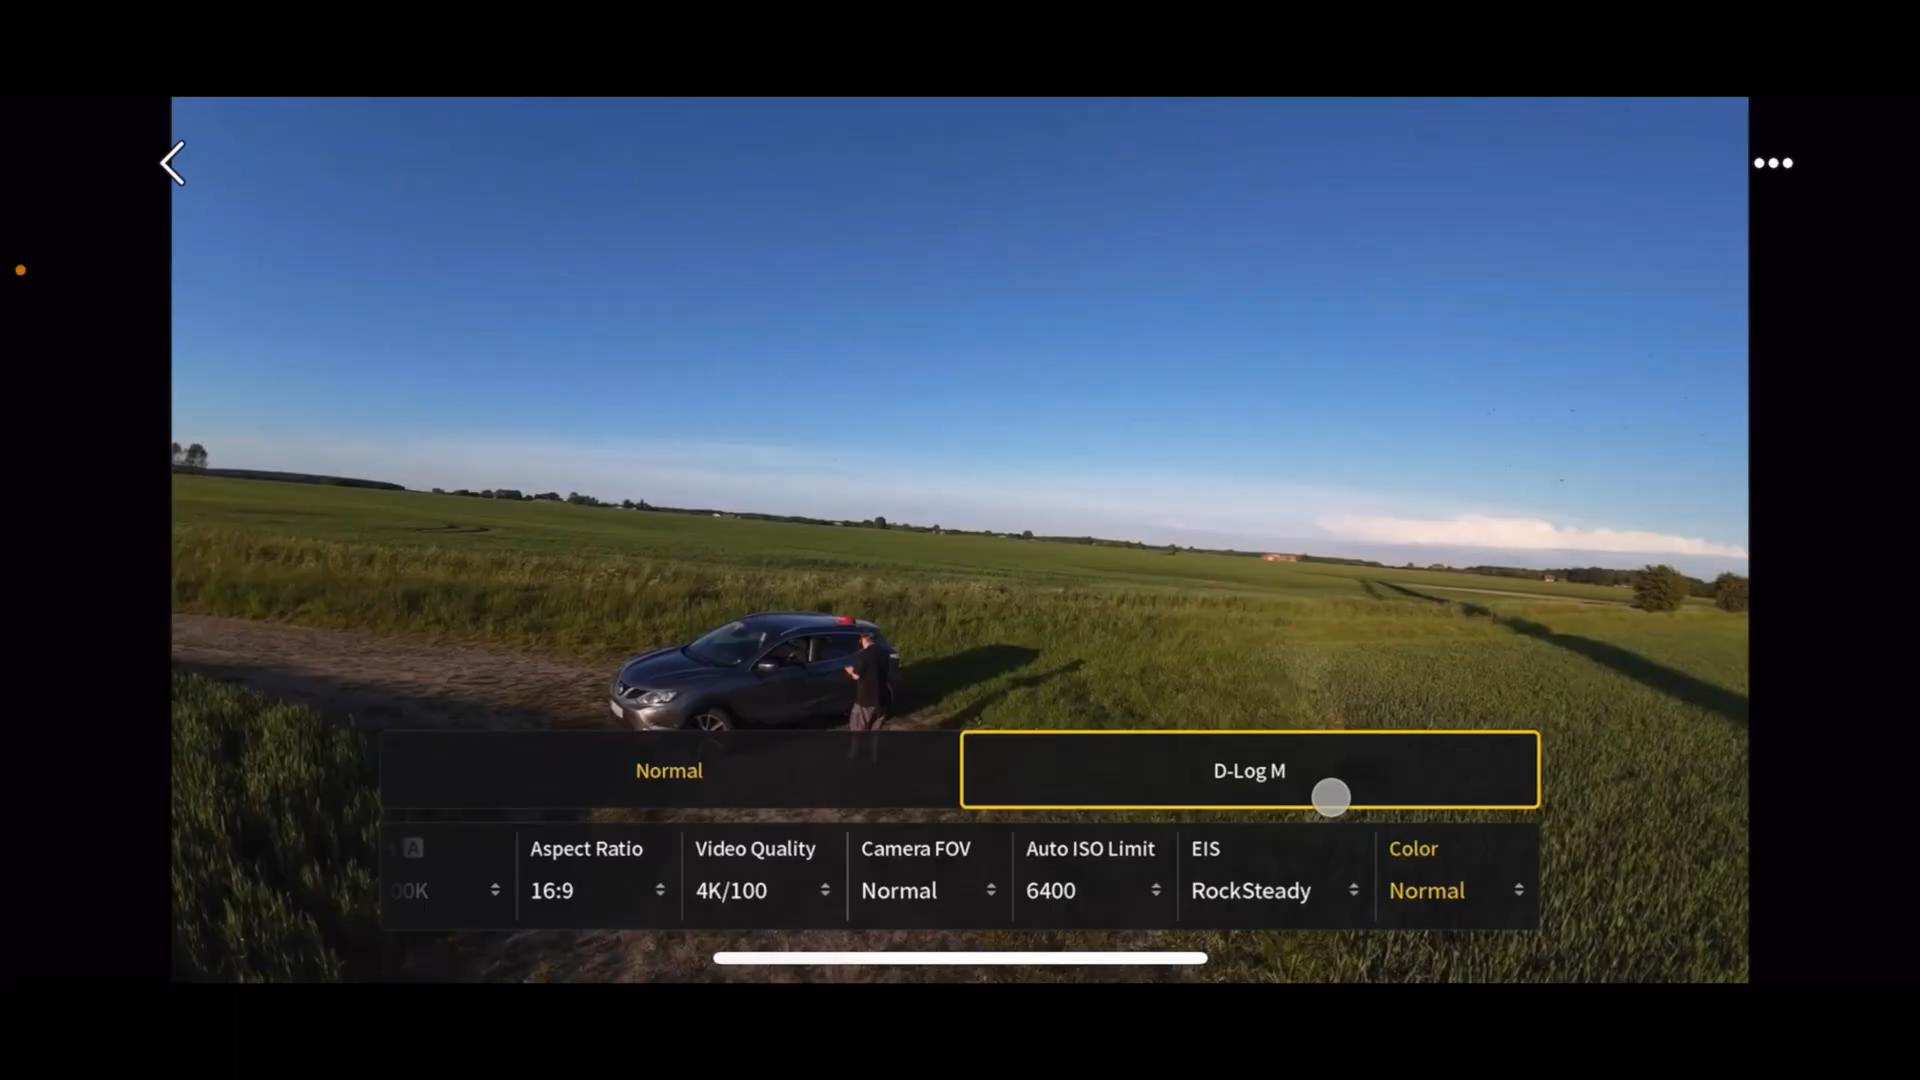 Normal
D-Log M
A
Aspect Ratio
Video Quality
Camera FOV
Auto ISO Limit
EIS
Color
00K
16:9
4K/100
Normal
6400
RockSteady
Normal